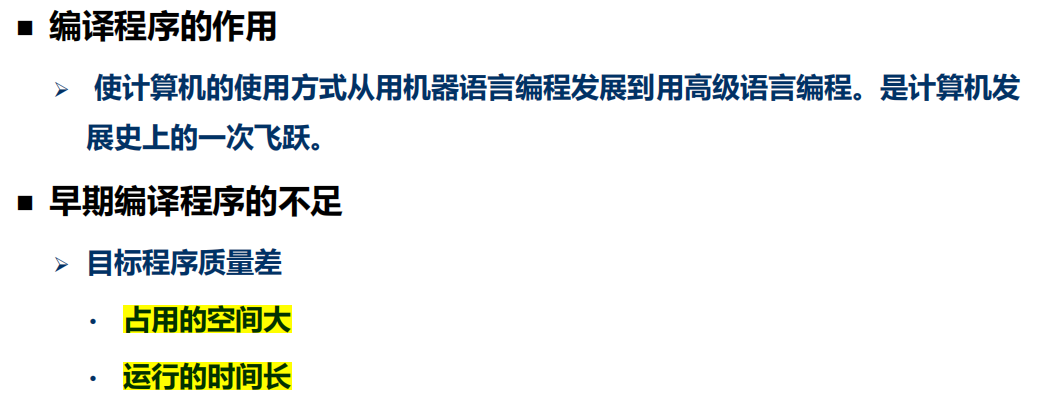 ■ 编译程序的作用
➢ 使计算机的使用方式从用机器语言编程发展到用高级语言编程。是计算机发
展史上的一次飞跃。
■ 早期编译程序的不足
➢ 目标程序质量差
• 占用的空间大
• 运行的时间长